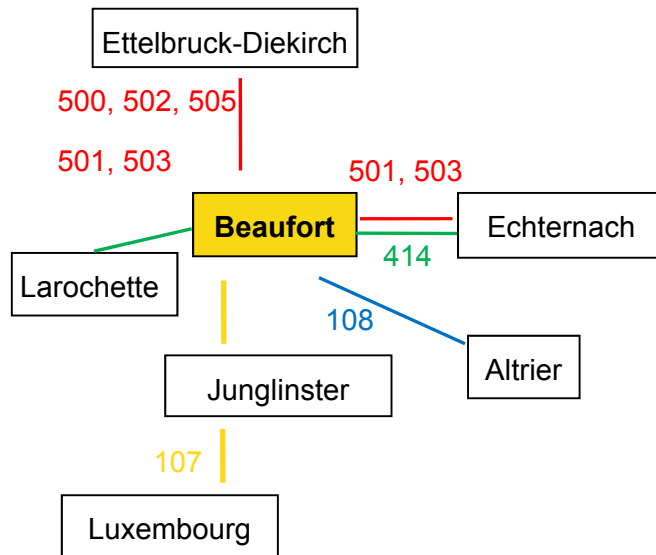 Ettelbruck-Diekirch
500, 502, 505
501, 503
501, 503
Beaufort
Echternach
414
Larochette
108
Altrier
Junglinster
107
Luxembourg